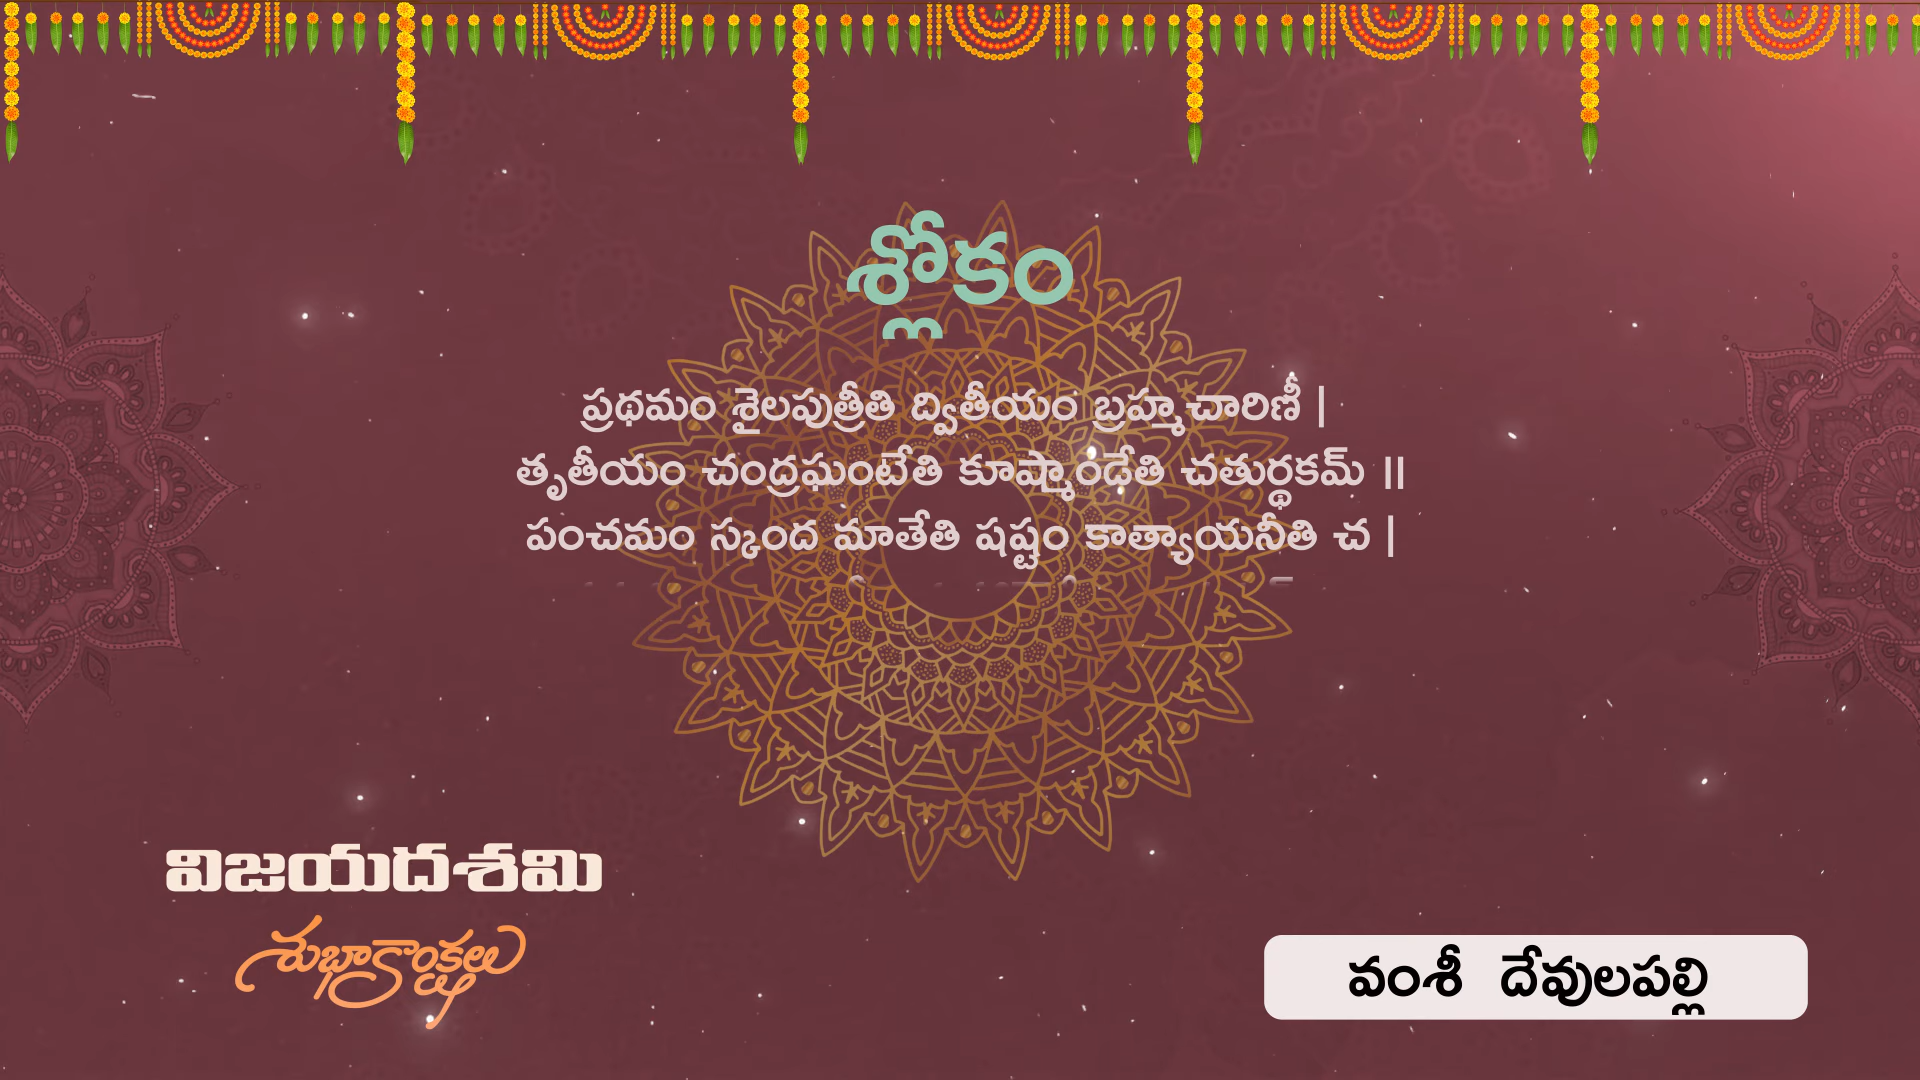 శ్లోకం
ప్రథమం శైలపుత్రీతి ద్వితీయం బ్రహ్మచారిణీ |
తృతీయం చంద్రఘంటేతి కూష్మాండేతి చతుర్థకమ్ ||
పంచమం స్కంద మాతేతి షష్టం కాత్యాయనీతి చ |
విజయదశమి
శుభాకాంక్షలు
వంశీ దేవులపల్లి